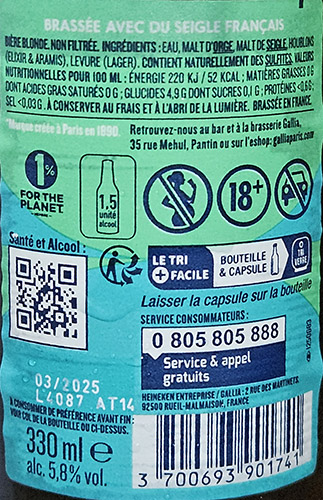 BRASSÉE AVEC DU SEIGLE FRANÇAIS
BIÈRE BLONDE. NON FILTRÉE. INGRÉDIENTS : EAU, MALT D'ORGE, MALT DE SEIGLE, HOUBLONS
(ELIXIR & ARAMIS), LEVURE (LAGER). CONTIENT NATURELLEMENT DES SULFITES. VALEURS
NUTRITIONNELLES POUR 100 ML : ÉNERGIE 220 KJ / 52 KCAL ; MATIÈRES GRASSES 0 G
DONT ACIDES GRAS SATURÉS 0 G ; GLUCIDES 4,9 G DONT SUCRES 0,1 G ; PROTÉINES <0,6 G ;
SEL <0,03 G. À CONSERVER AU FRAIS ET À L'ABRI DE LA LUMIÈRE. BRASSÉE EN FRANCE.
*Marque créée à Paris en 1890.
Retrouvez-nous au bar et à la brasserie Gallia,
35 rue Mehul, Pantin ou sur l'eshop: galliaparis.com
1%
FOR THE
PLANET
1.5
unité
alcool
18+
Santé et Alcool :
LE TRI
+ FACILE
BOUTEILLE
& CAPSULE
TRI
VERRE
Laisser la capsule sur la bouteille
SERVICE CONSOMMATEURS :
0 805 805 888
Service & appel
gratuits
03/2025
L4087 AT14
HEINEKEN ENTREPRISE / GALLIA : 2 RUE DES MARTINETS,
92500 RUEIL-MALMAISON, FRANCE
A CONSOMMER DE PRÉFÉRENCE AVANT FIN :
VOIR COL DE LA BOUTEILLE OU CI-DESSUS.
330 ml e
alc. 5,8% vol.
3 700693 901741